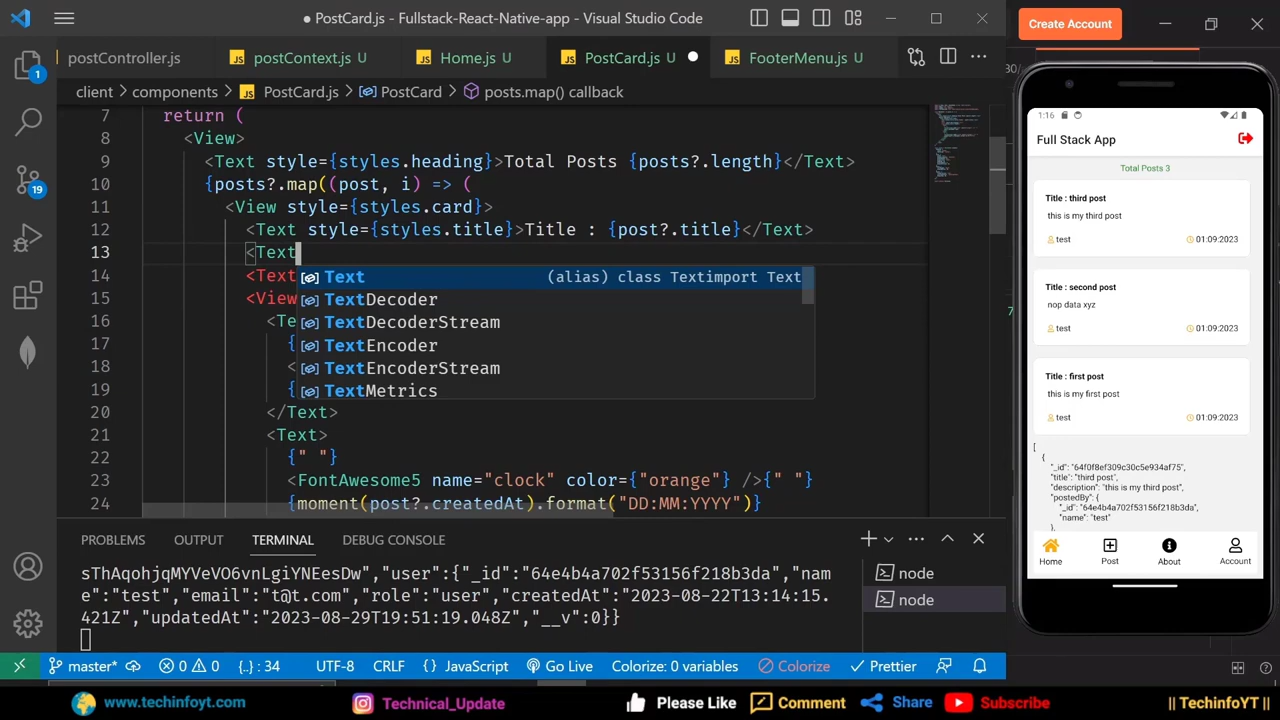 PostCard.js - Fullstack-React-Native-app - Visual Studio Code
postController.js
postContext.js U
Home.js U
PostCard.js U
FooterMenu.js U
client
components
PostCard.js
PostCard
posts.map() callback
7 return (
8 <View>
9 <Text style={styles.heading}>Total Posts {posts?.length}</Text>
10 {posts?.map((post, i) => (
11 <View style={styles.card}>
12 <Text style={styles.title}>Title : {post?.title}</Text>
13 <Text
14 <Text
15 <View
16 <Te
17 {
18 <
19 {
20 </Text>
21 <Text>
22 {" "}
23 <FontAwesome5 name="clock" color={"orange"} />{" "}
24 {moment(post?.createdAt).format("DD:MM:YYYY")}
Text (alias) class Textimport Text
TextDecoder
TextDecoderStream
TextEncoder
TextEncoderStream
TextMetrics
1
19
PROBLEMS
OUTPUT
TERMINAL
DEBUG CONSOLE
sThAqohjqMYVeVO6vnLgiYNEasDw","user":{"_id":"64e4b4a702f53156f218b3da","nam
e":"test","email":"t@t.com","role":"user","createdAt":"2023-08-22T13:14:15.
421Z","updatedAt":"2023-08-29T19:51:19.048Z","__v":0}}
node
node
master*
0
0
{..} : 34
UTF-8
CRLF
{ } JavaScript
Go Live
Colorize: 0 variables
Colorize
Prettier
Create Account
1:16
Full Stack App
Total Posts 3
Title : third post
this is my third post
test
01:09:2023
Title : second post
nop data xyz
test
01:09:2023
Title : first post
this is my first post
test
01:09:2023
[
{
"_id": "64f0f8ef309c30c5e934af75",
"title": "third post",
"description": "this is my third post",
"postedBy": {
"_id": "64e4b4a702f53156f218b3da",
"name": "test"
},
Home
Post
About
Account
www.techinfoyt.com
Technical_Update
Please Like
Comment
Share
Subscribe
|| TechinfoYT ||